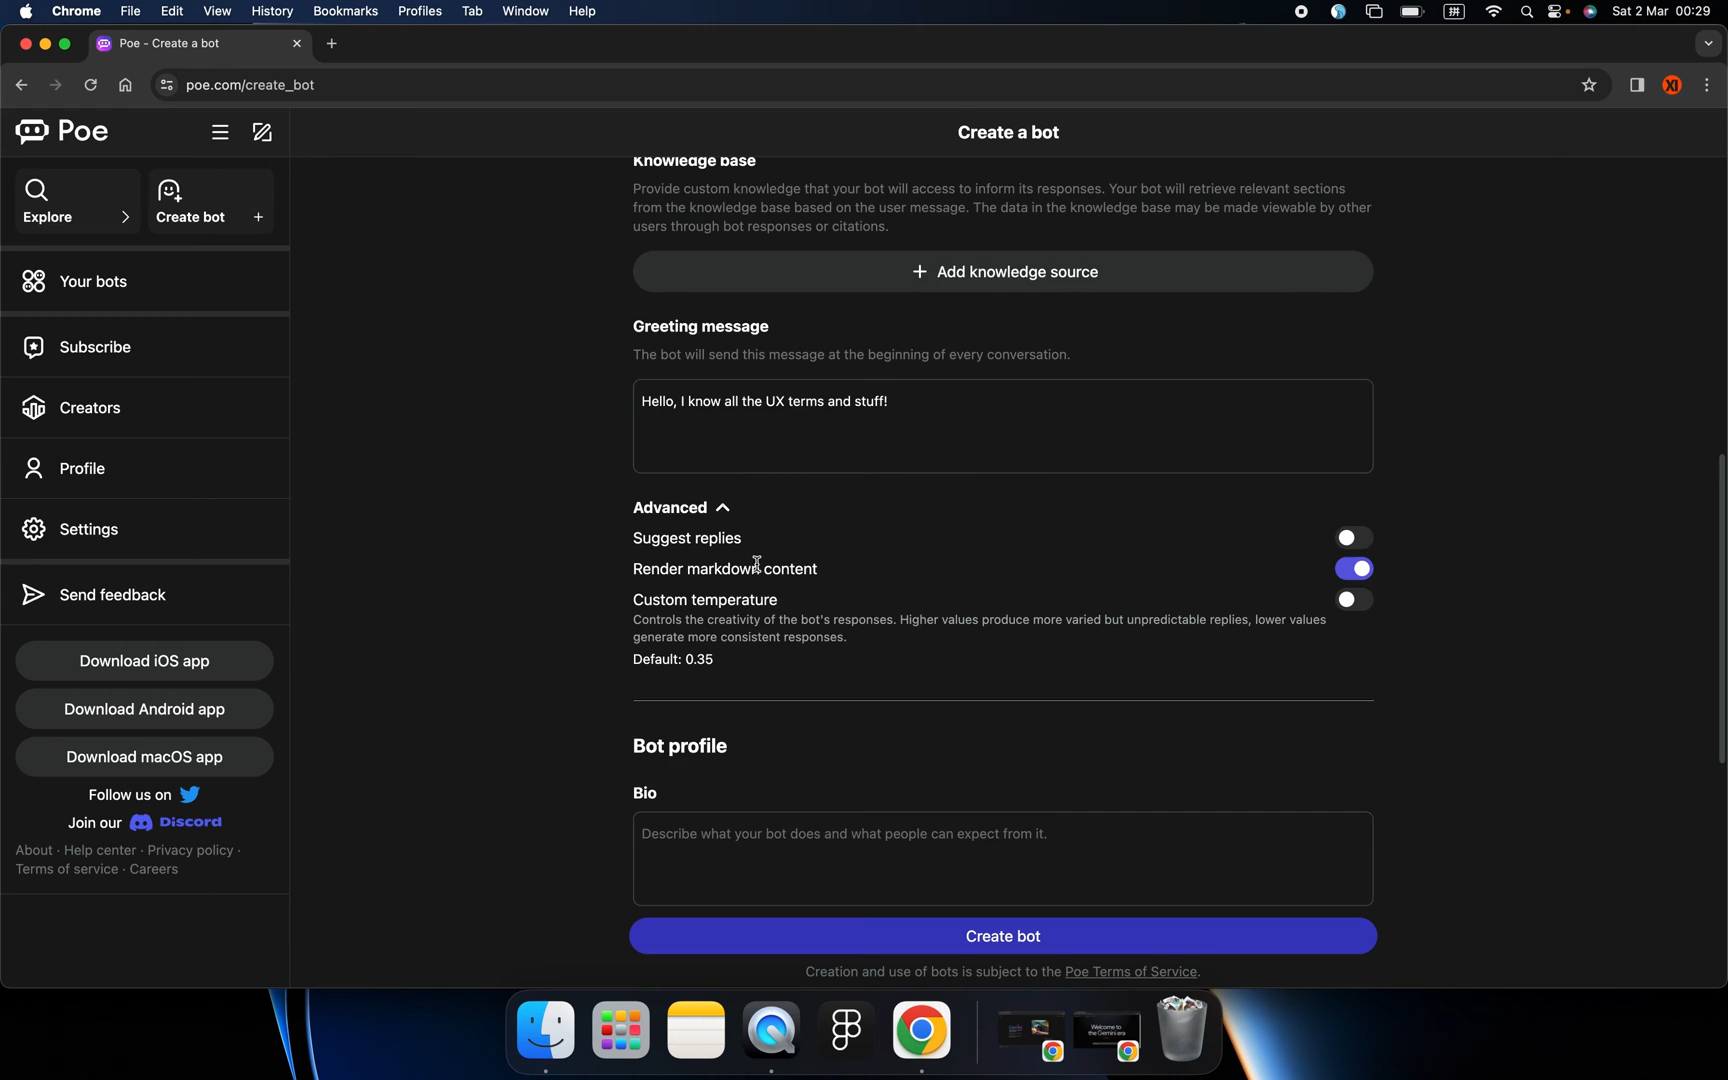 Chrome File Edit View History Bookmarks Profiles Tab Window Help Sat 2 Mar 00:29
Poe - Create a bot
poe.com/create_bot
XI
Poe
Create a bot
Explore
Create bot
Your bots
Subscribe
Creators
Profile
Settings
Send feedback
Download iOS app
Download Android app
Download macOS app
Follow us on
Join our Discord
About · Help center · Privacy policy ·
Terms of service · Careers
Knowledge base
Provide custom knowledge that your bot will access to inform its responses. Your bot will retrieve relevant sections
from the knowledge base based on the user message. The data in the knowledge base may be made viewable by other
users through bot responses or citations.
Add knowledge source
Greeting message
The bot will send this message at the beginning of every conversation.
Hello, I know all the UX terms and stuff!
Advanced
Suggest replies
Render markdown content
Custom temperature
Controls the creativity of the bot's responses. Higher values produce more varied but unpredictable replies, lower values
generate more consistent responses.
Default: 0.35
Bot profile
Bio
Describe what your bot does and what people can expect from it.
Create bot
Creation and use of bots is subject to the Poe Terms of Service.
Welcome to
the Gemini era